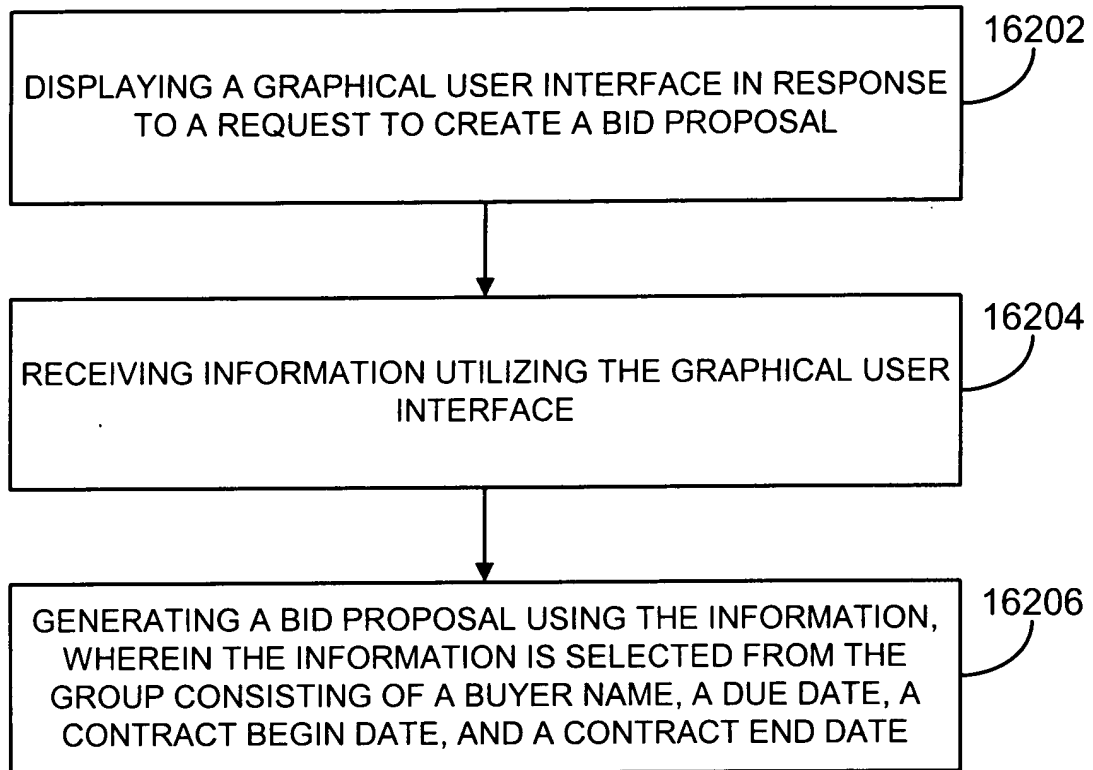 16202
DISPLAYING A GRAPHICAL USER INTERFACE IN RESPONSE
TO A REQUEST TO CREATE A BID PROPOSAL
16204
RECEIVING INFORMATION UTILIZING THE GRAPHICAL USER
INTERFACE
16206
GENERATING A BID PROPOSAL USING THE INFORMATION,
WHEREIN THE INFORMATION IS SELECTED FROM THE
GROUP CONSISTING OF A BUYER NAME, A DUE DATE, A
CONTRACT BEGIN DATE, AND A CONTRACT END DATE